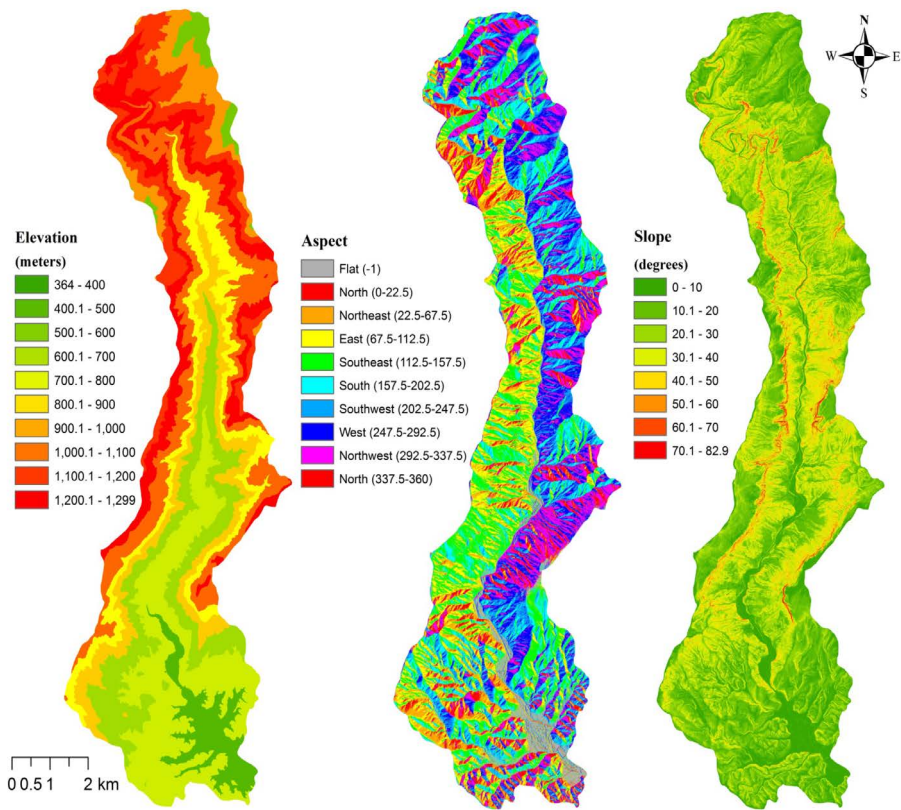 N
W E
S
Elevation
(meters)
364 - 400
400.1 - 500
500.1 - 600
600.1 - 700
700.1 - 800
800.1 - 900
900.1 - 1,000
1,000.1 - 1,100
1,100.1 - 1,200
1,200.1 - 1,299
Aspect
Flat (-1)
North (0-22.5)
Northeast (22.5-67.5)
East (67.5-112.5)
Southeast (112.5-157.5)
South (157.5-202.5)
Southwest (202.5-247.5)
West (247.5-292.5)
Northwest (292.5-337.5)
North (337.5-360)
Slope
(degrees)
0 - 10
10.1 - 20
20.1 - 30
30.1 - 40
40.1 - 50
50.1 - 60
60.1 - 70
70.1 - 82.9
0 0.5 1 2 km